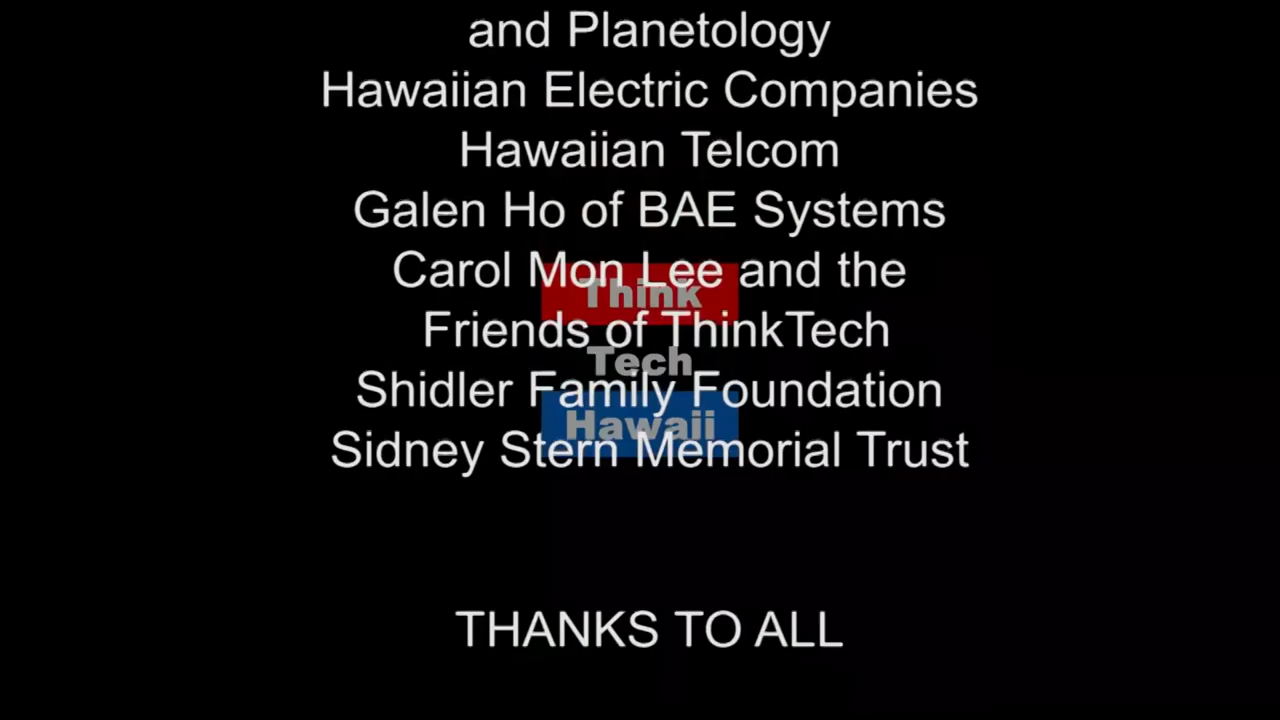 and Planetology
Hawaiian Electric Companies
Hawaiian Telcom
Galen Ho of BAE Systems
Carol Mon Lee and the
Think
Friends of ThinkTech
Tech
Shidler Family Foundation
Hawaii
Sidney Stern Memorial Trust
THANKS TO ALL